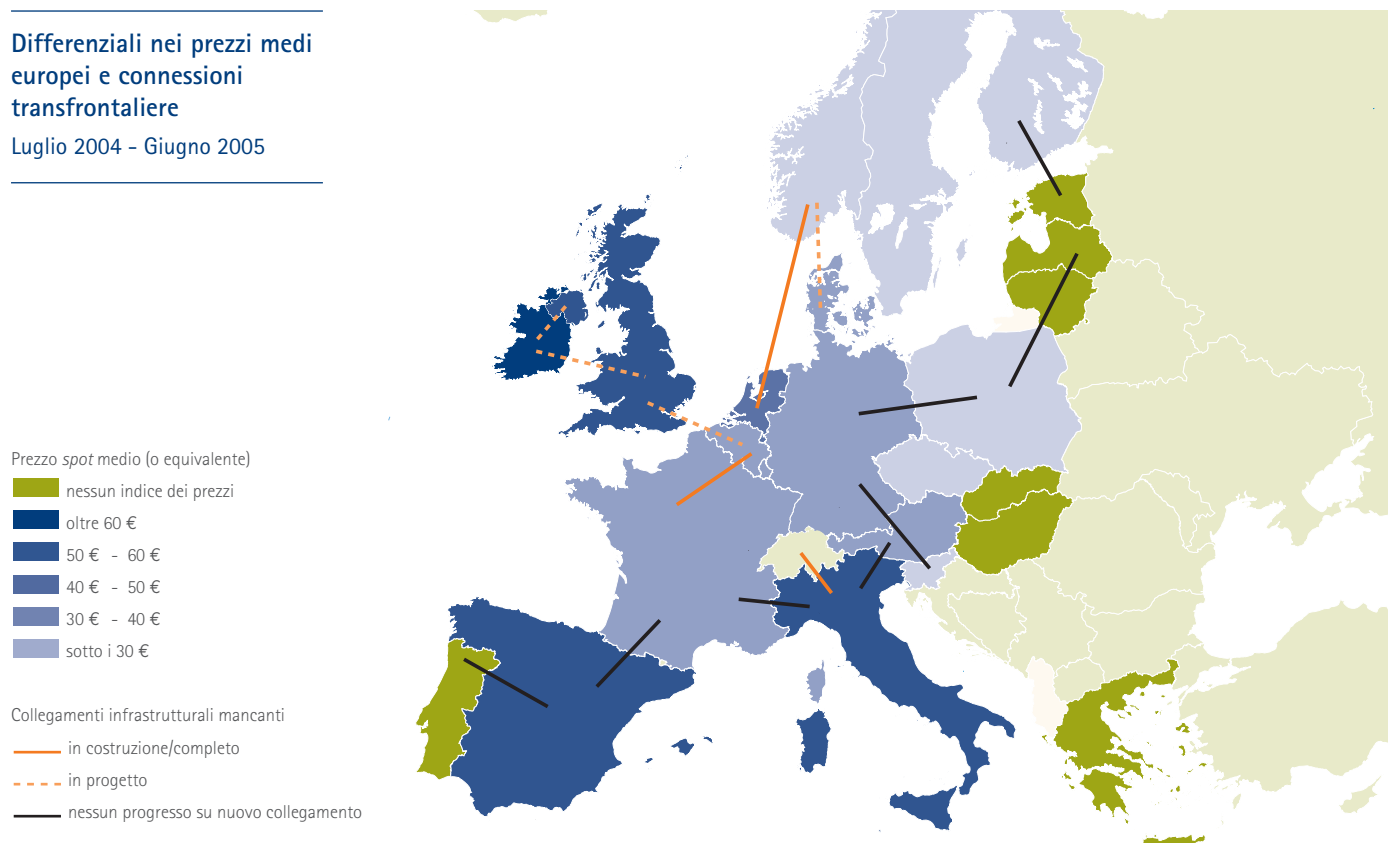 Differenziali nei prezzi medi
europei e connessioni
transfrontaliere
Luglio 2004 - Giugno 2005
Prezzo spot medio (o equivalente)
nessun indice dei prezzi
oltre 60 €
50 € - 60 €
40 € - 50 €
30 € - 40 €
sotto i 30 €
Collegamenti infrastrutturali mancanti
in costruzione/completo
in progetto
nessun progresso su nuovo collegamento